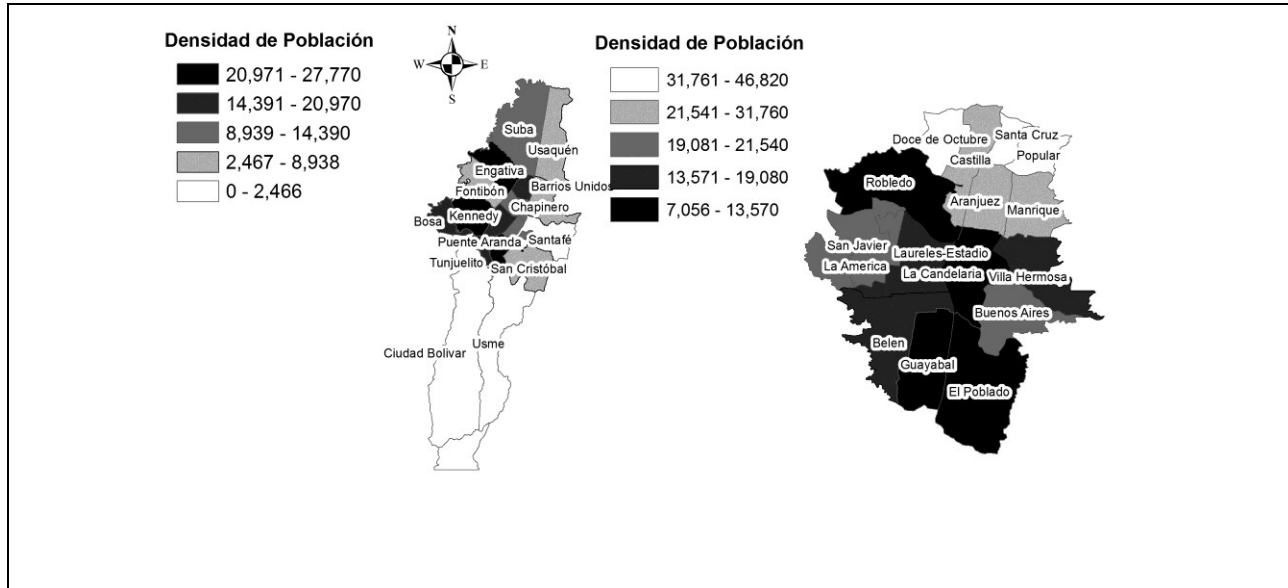 Densidad de Población
20,971 - 27,770
14,391 - 20,970
8,939 - 14,390
2,467 - 8,938
0 - 2,466
N
W E
S
Suba
Usaquén
Engativa
Barrios Unidos
Fontibón
Chapinero
Kennedy
Bosa
Puente Aranda
Santafé
Tunjuelito
San Cristóbal
Usme
Ciudad Bolivar
Densidad de Población
31,761 - 46,820
21,541 - 31,760
19,081 - 21,540
13,571 - 19,080
7,056 - 13,570
Doce de Octubre
Santa Cruz
Castilla
Popular
Robledo
Aranjuez
Manrique
San Javier
Laureles-Estadio
La America
La Candelaria
Villa Hermosa
Buenos Aires
Belen
Guayabal
El Poblado